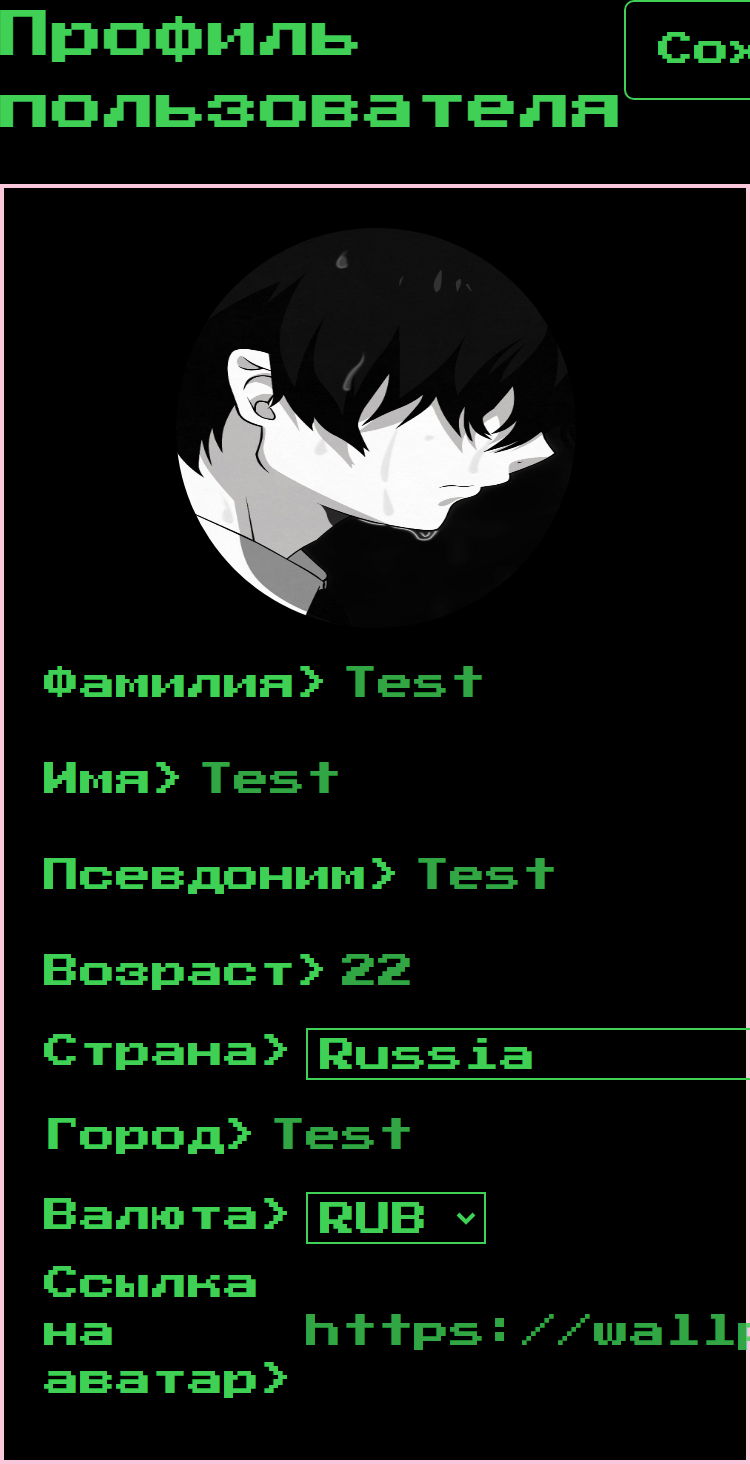 Профиль
пользователя
Фамилия> Test
Имя> Test
Псевдоним> Test
Возраст> 22
Страна> Russia
Город> Test
Валюта> RUB
Ссылка
на
аватар>
https://wallp